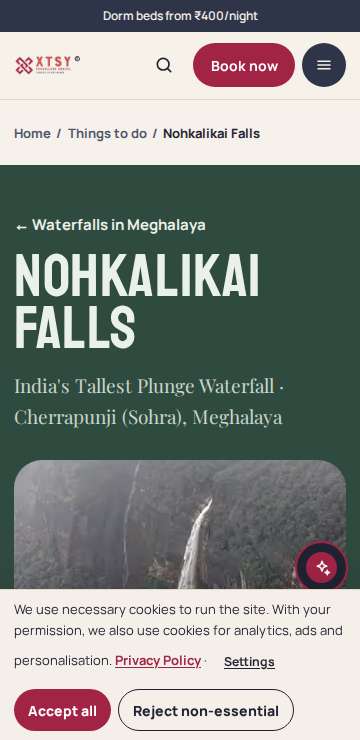 Dorm beds from ₹400/night
XTSY
Book now
Home / Things to do / Nohkalikai Falls
← Waterfalls in Meghalaya
NOHKALIKAI
FALLS
India's Tallest Plunge Waterfall ·
Cherrapunji (Sohra), Meghalaya
We use necessary cookies to run the site. With your
permission, we also use cookies for analytics, ads and
personalisation. Privacy Policy · Settings
Accept all
Reject non-essential